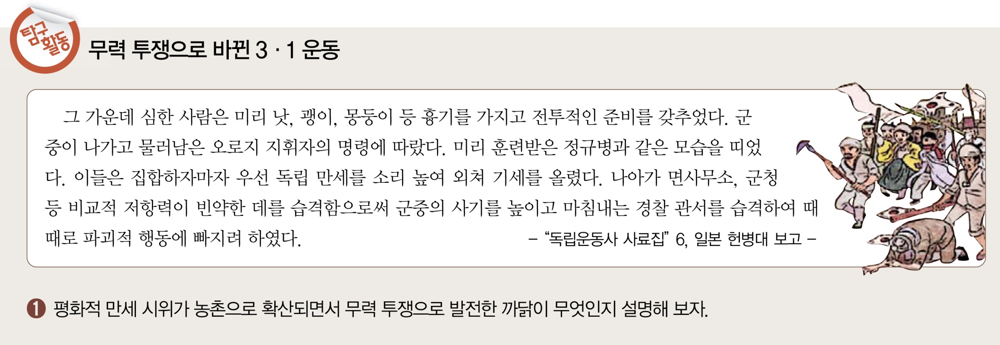 탐구
활동
무력 투쟁으로 바뀐 3·1 운동
그 가운데 심한 사람은 미리 낫, 괭이, 몽둥이 등 흉기를 가지고 전투적인 준비를 갖추었다. 군
중이 나가고 물러남은 오로지 지휘자의 명령에 따랐다. 미리 훈련받은 정규병과 같은 모습을 띠었
다. 이들은 집합하자마자 우선 독립 만세를 소리 높여 외쳐 기세를 올렸다. 나아가 면사무소, 군청
등 비교적 저항력이 빈약한 데를 습격함으로써 군중의 사기를 높이고 마침내는 경찰 관서를 습격하여 때
때로 파괴적 행동에 빠지려 하였다.
– “독립운동사 사료집” 6, 일본 헌병대 보고 –
1 평화적 만세 시위가 농촌으로 확산되면서 무력 투쟁으로 발전한 까닭이 무엇인지 설명해 보자.